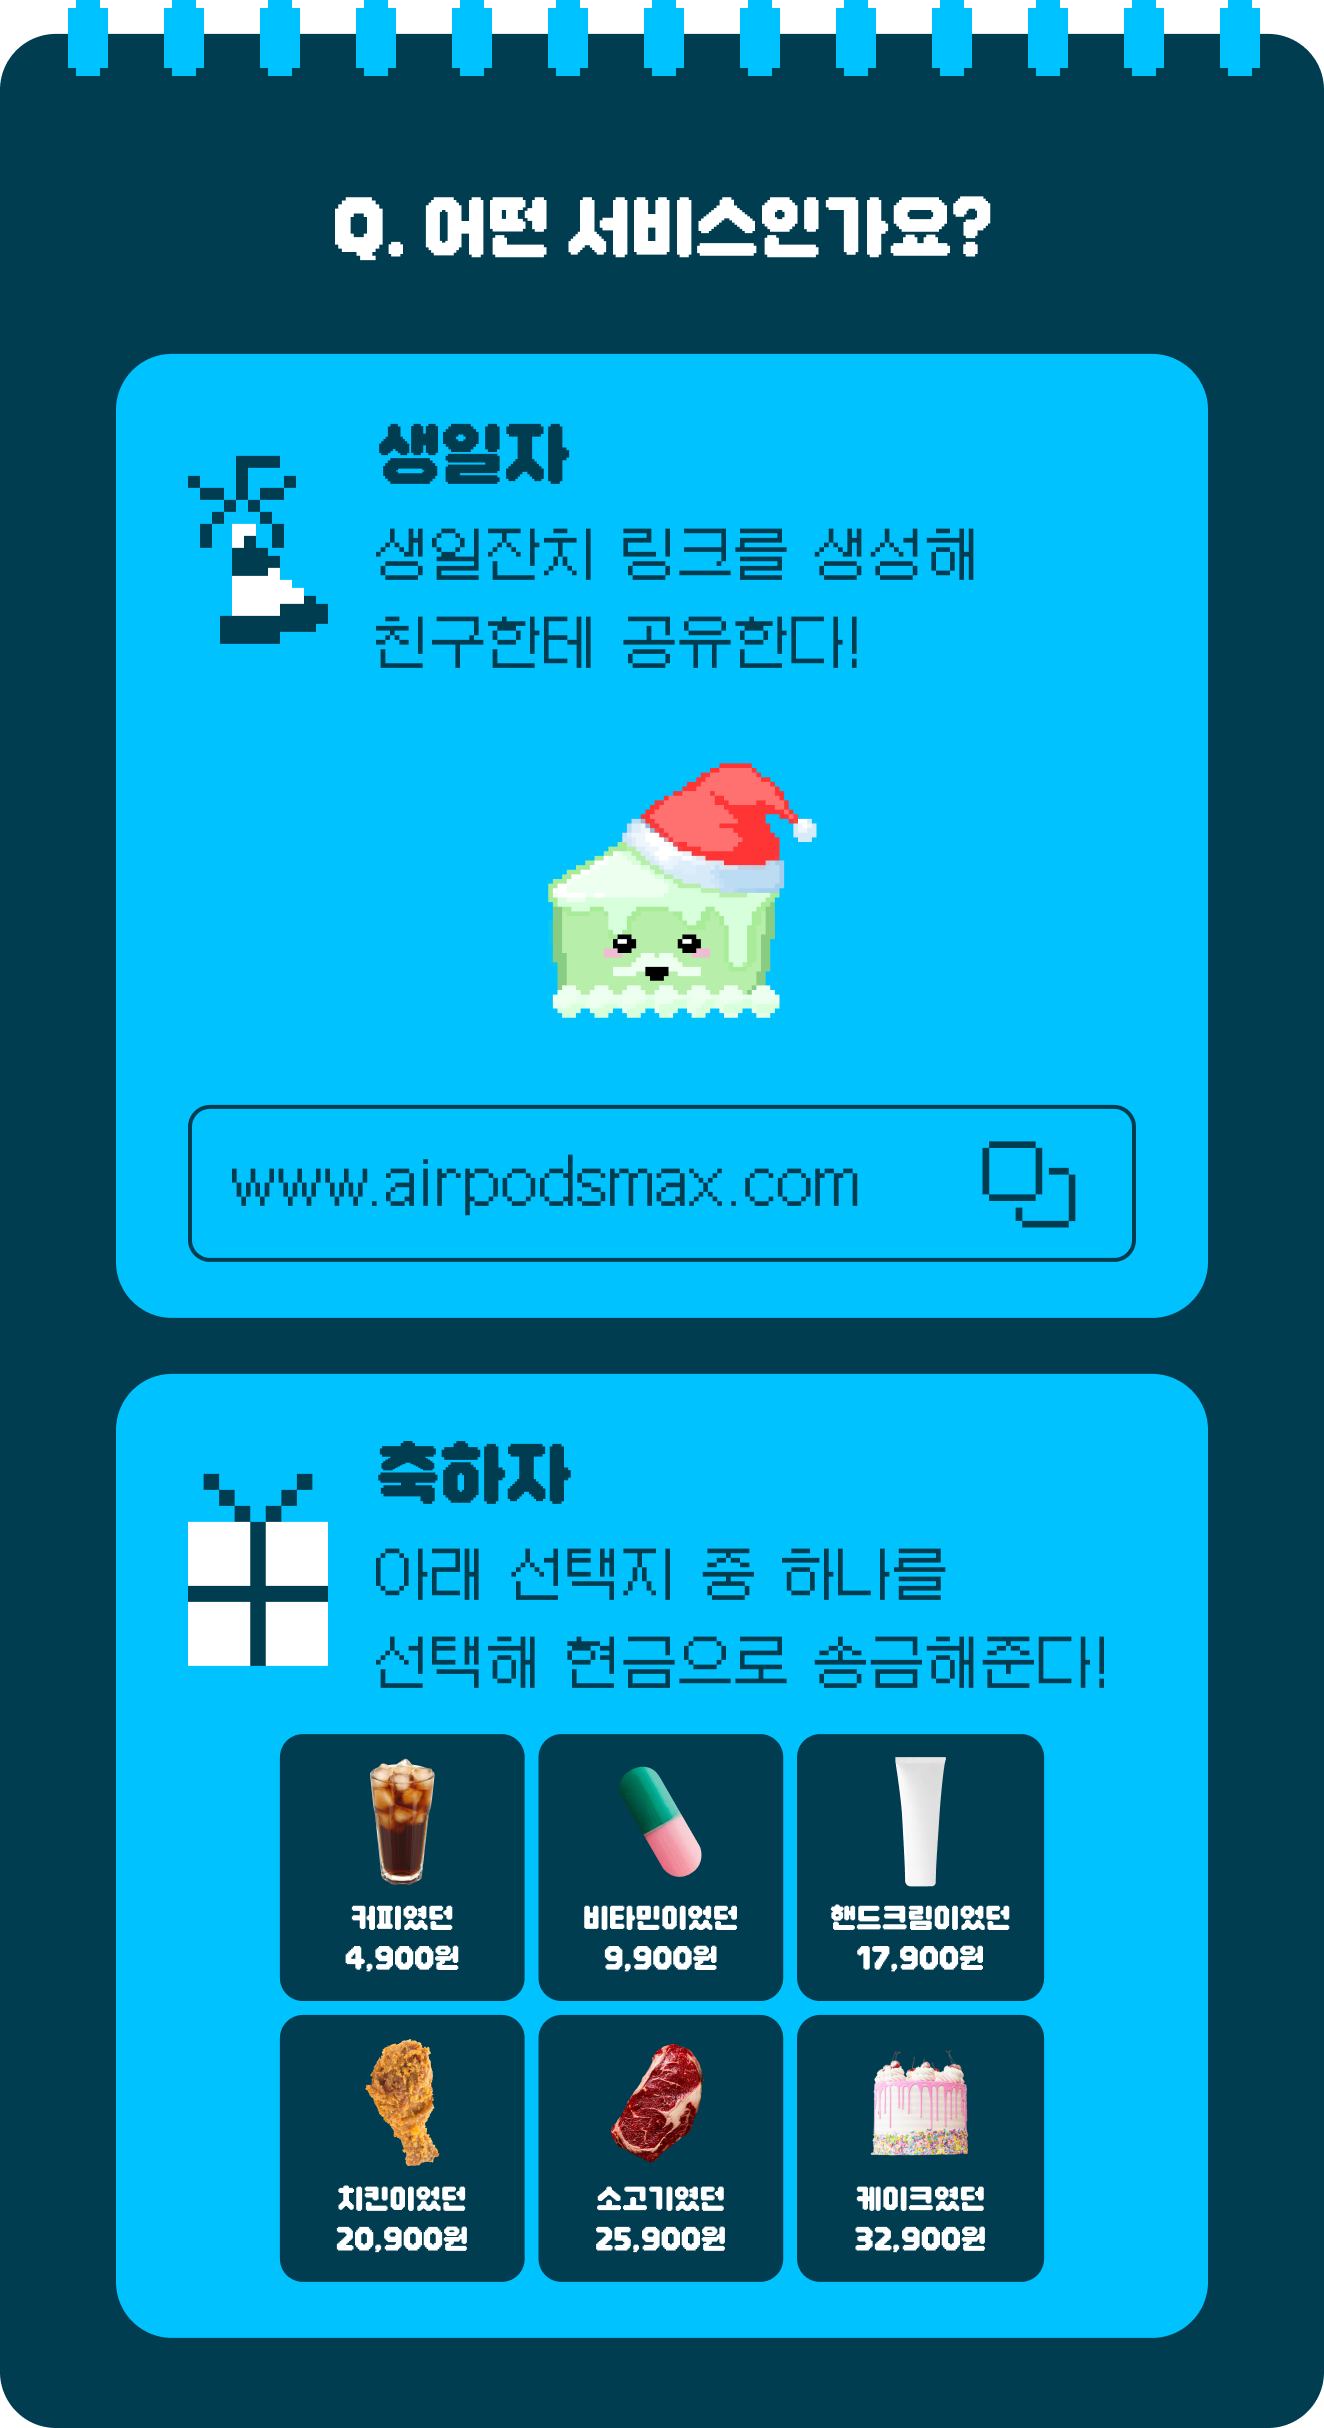 Q. 어떤 서비스인가요?
생일자
생일잔치 링크를 생성해
친구한테 공유한다!
www.airpodsmax.com
축하자
아래 선택지 중 하나를
선택해 현금으로 송금해준다!
커피였던
4,900원
비타민이었던
9,900원
핸드크림이었던
17,900원
치킨이었던
20,900원
소고기였던
25,900원
케이크였던
32,900원